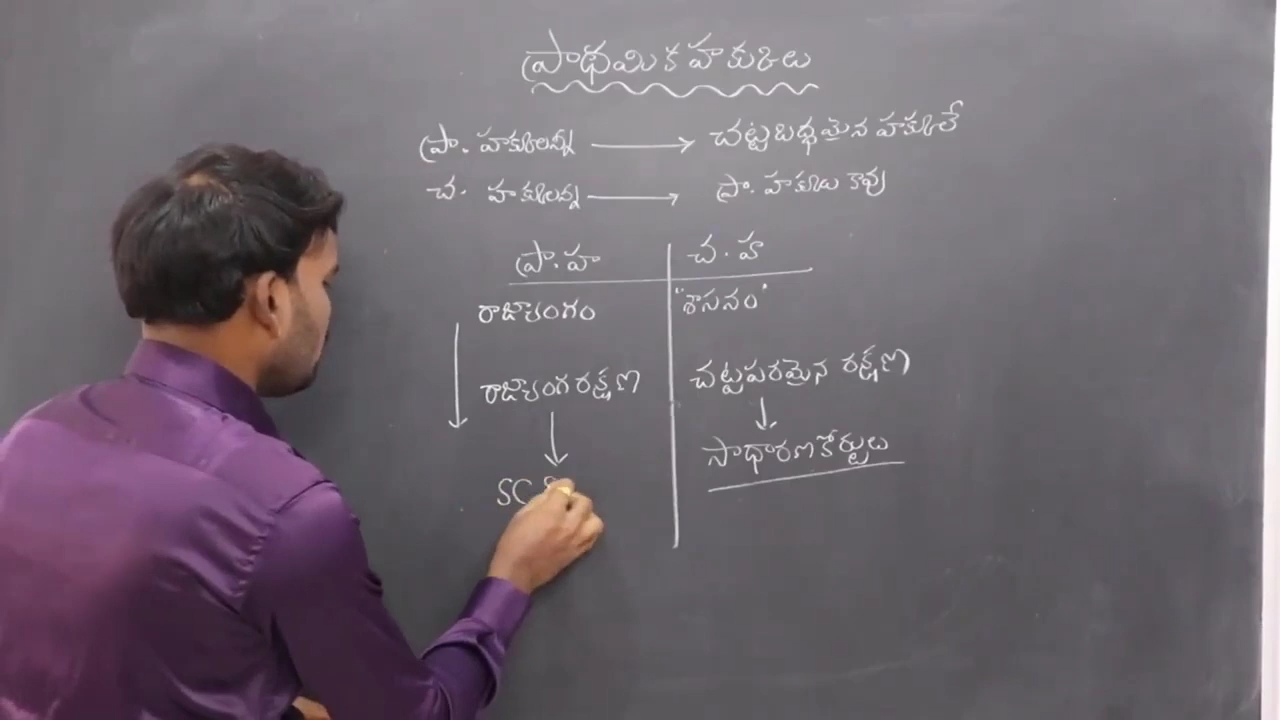 ప్రాథమిక హక్కులు
ప్రా. హక్కులన్నీ → చట్టబద్ధమైన హక్కులే
చ. హక్కులన్ని → ప్రా. హక్కులు కావు
ప్రా. హ చ. హ
రాజ్యాంగం "శాసనం"
రాజ్యాంగ రక్షణ చట్టపరమైన రక్షణ
సాధారణ కోర్టులు
SC